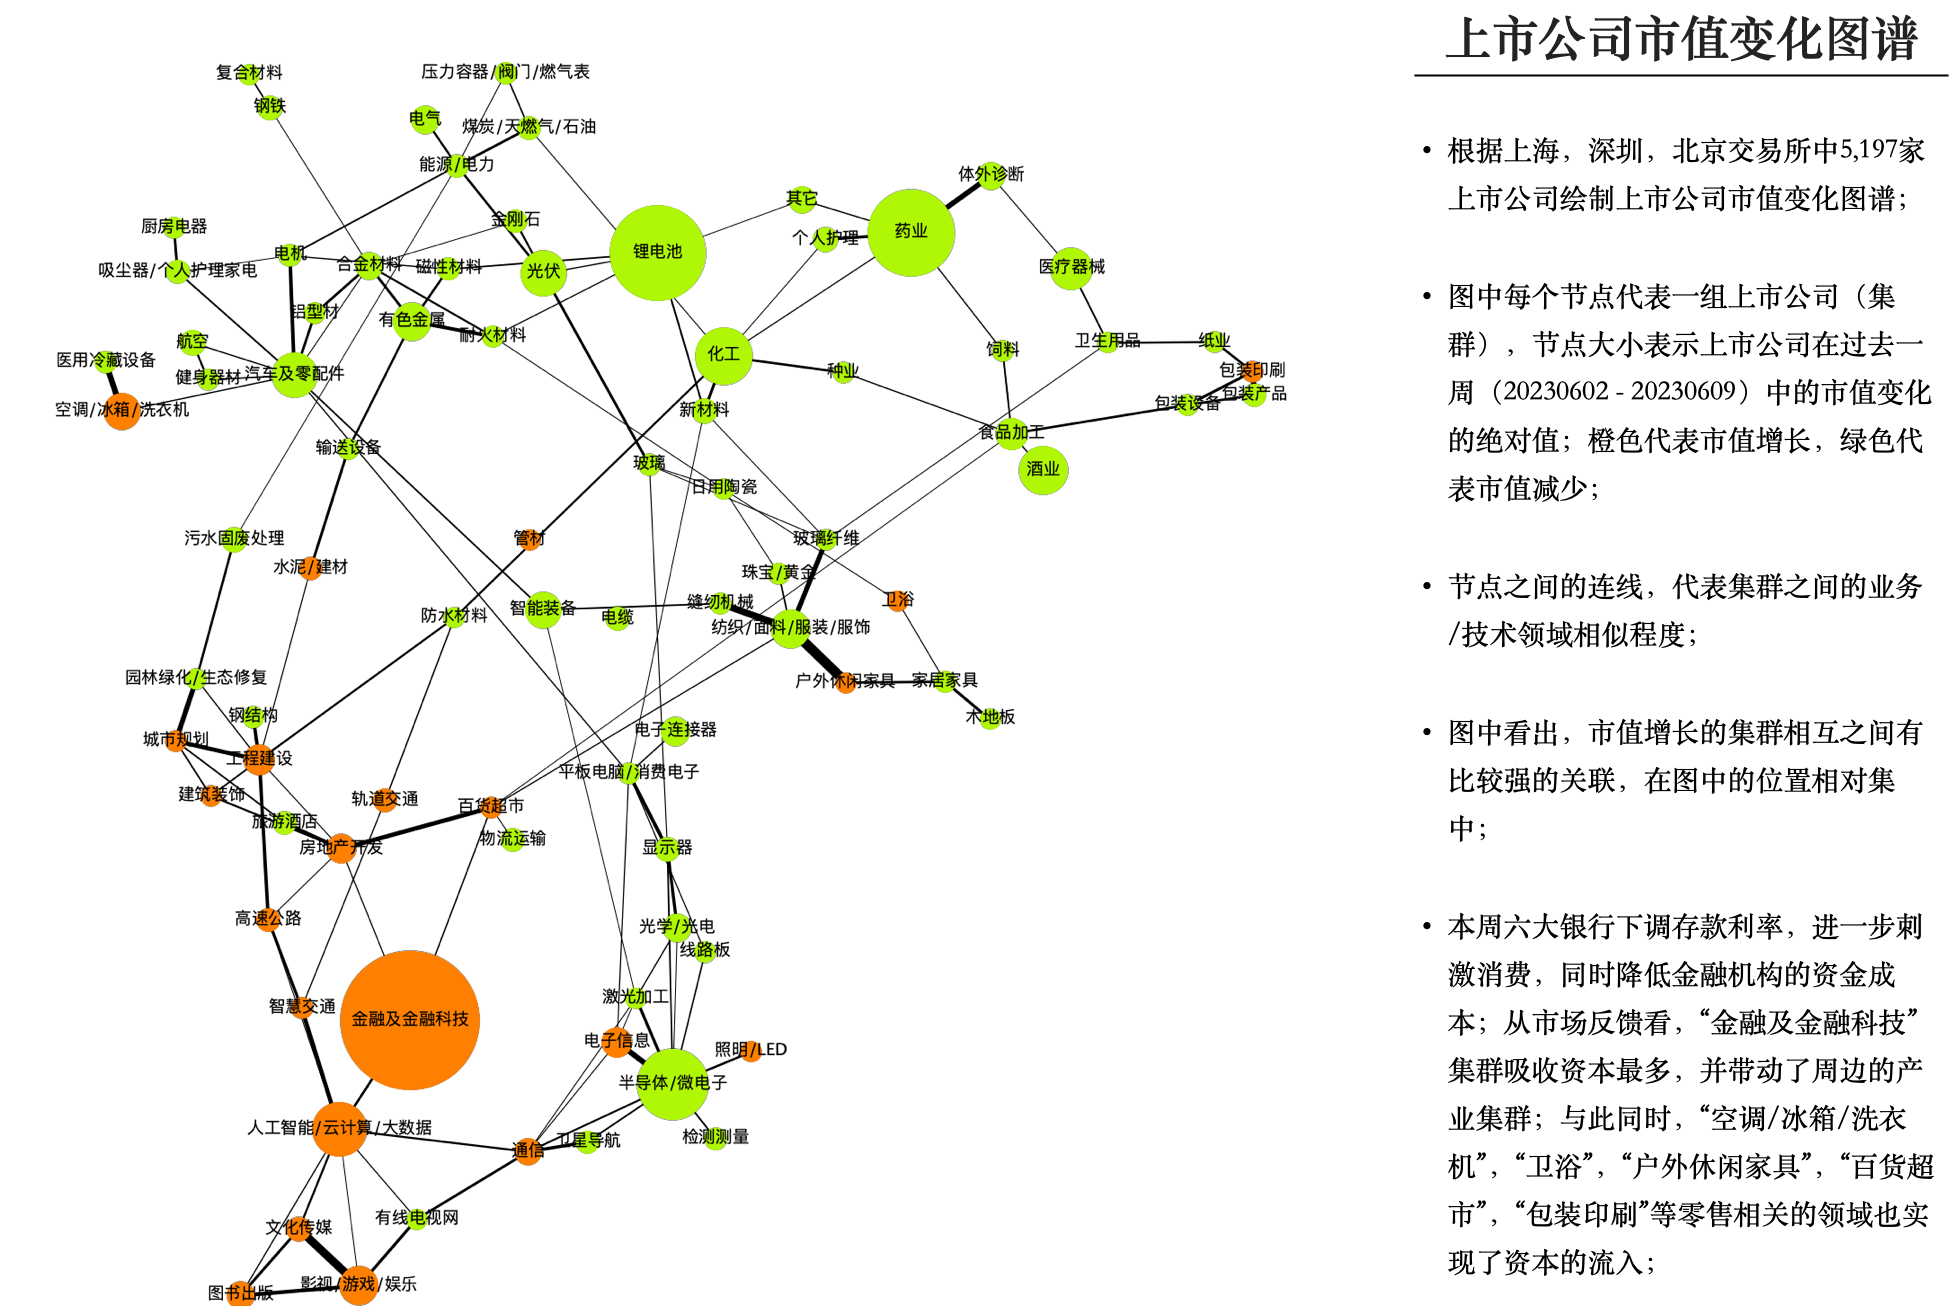 上市公司市值变化图谱
• 根据上海，深圳，北京交易所中5,197家
上市公司绘制上市公司市值变化图谱；
• 图中每个节点代表一组上市公司（集
群），节点大小表示上市公司在过去一
周（20230602 - 20230609）中的市值变化
的绝对值；橙色代表市值增长，绿色代
表市值减少；
• 节点之间的连线，代表集群之间的业务
/技术领域相似程度；
• 图中看出，市值增长的集群相互之间有
比较强的关联，在图中的位置相对集
中；
• 本周六大银行下调存款利率，进一步刺
激消费，同时降低金融机构的资金成
本；从市场反馈看，“金融及金融科技”
集群吸收资本最多，并带动了周边的产
业集群；与此同时，“空调/冰箱/洗衣
机”，“卫浴”，“户外休闲家具”，“百货超
市”，“包装印刷”等零售相关的领域也实
现了资本的流入；
复合材料
压力容器/阀门/燃气表
钢铁
电气
煤炭/天燃气/石油
能源/电力
体外诊断
其它
金刚石
厨房电器
药业
个人护理
电机
锂电池
合金材料
磁性材料
医疗器械
吸尘器/个人护理家电
光伏
铝型材
有色金属
耐火材料
航空
卫生用品
纸业
饲料
化工
医用冷藏设备
健身器材
汽车及零配件
种业
包装印刷
包装产品
包装设备
空调/冰箱/洗衣机
新材料
食品加工
输送设备
玻璃
酒业
日用陶瓷
污水固废处理
管材
玻璃纤维
水泥/建材
珠宝/黄金
卫浴
缝纫机械
智能装备
防水材料
电缆
纺织/面料/服装/服饰
园林绿化/生态修复
户外休闲家具
家居家具
钢结构
木地板
电子连接器
城市规划
工程建设
平板电脑/消费电子
建筑装饰
轨道交通
百货超市
旅游酒店
物流运输
房地产开发
显示器
高速公路
光学/光电
线路板
激光加工
智慧交通
金融及金融科技
电子信息
照明/LED
半导体/微电子
人工智能/云计算/大数据
检测测量
卫星导航
通信
有线电视网
文化传媒
影视/游戏/娱乐
图书出版